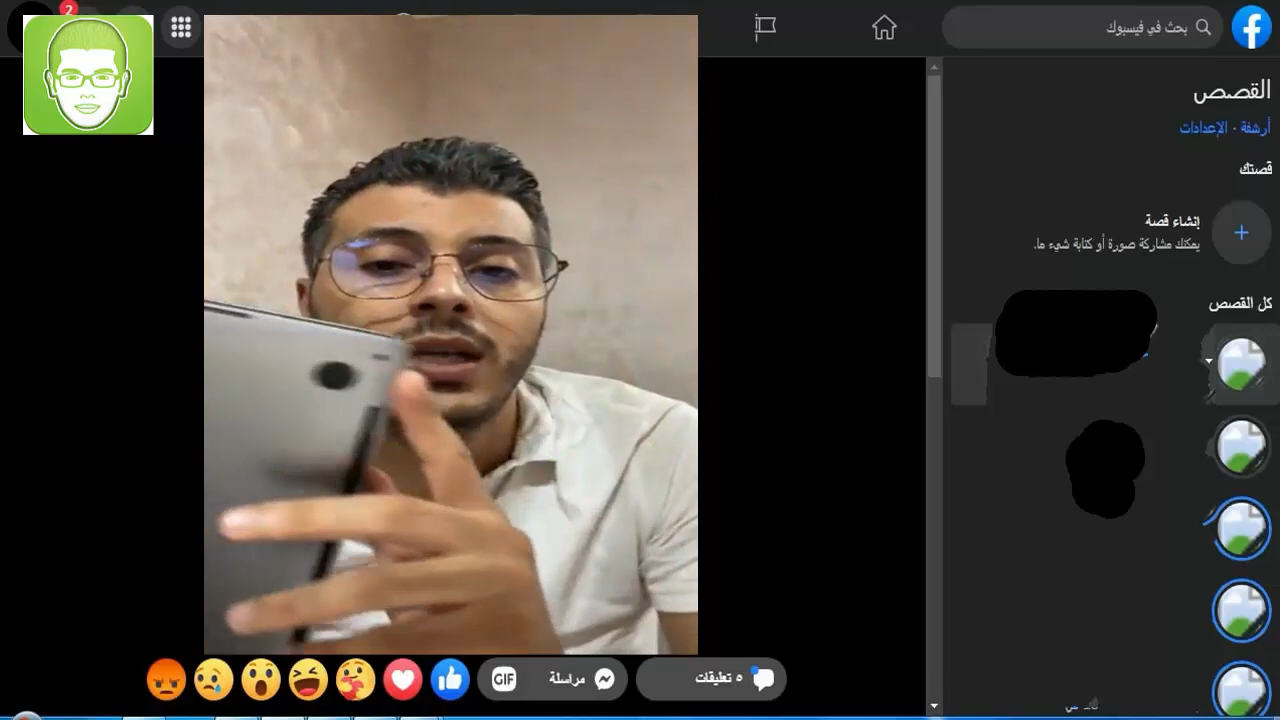 2
بحث في فيسبوك
القصص
أرشفة · الإعدادات
قصتك
إنشاء قصة
يمكنك مشاركة صورة أو كتابة شيء ما.
كل القصص
٥ تعليقات
مراسلة
GIF